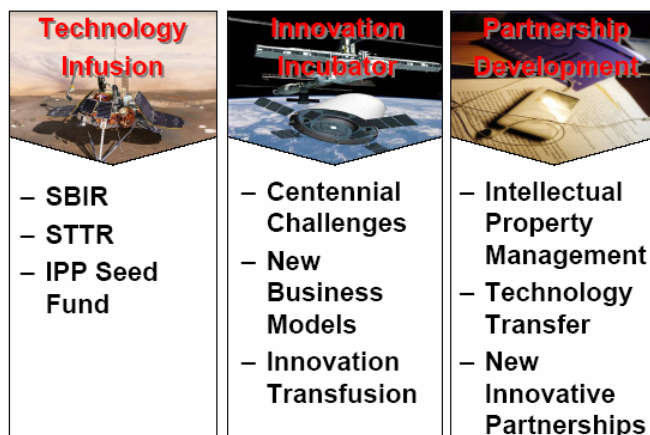 Technology
Infusion
– SBIR
– STTR
– IPP Seed
Fund
Innovation
Incubator
– Centennial
Challenges
– New
Business
Models
– Innovation
Transfusion
Partnership
Development
– Intellectual
Property
Management
– Technology
Transfer
– New
Innovative
Partnerships